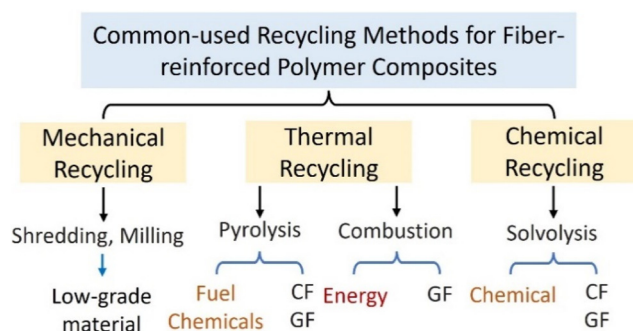 Common-used Recycling Methods for Fiber-
reinforced Polymer Composites
Mechanical
Recycling
Thermal
Recycling
Chemical
Recycling
Shredding, Milling
Pyrolysis
Combustion
Solvolysis
Low-grade
material
Fuel
Chemicals
CF
GF
Energy
GF
Chemical
CF
GF